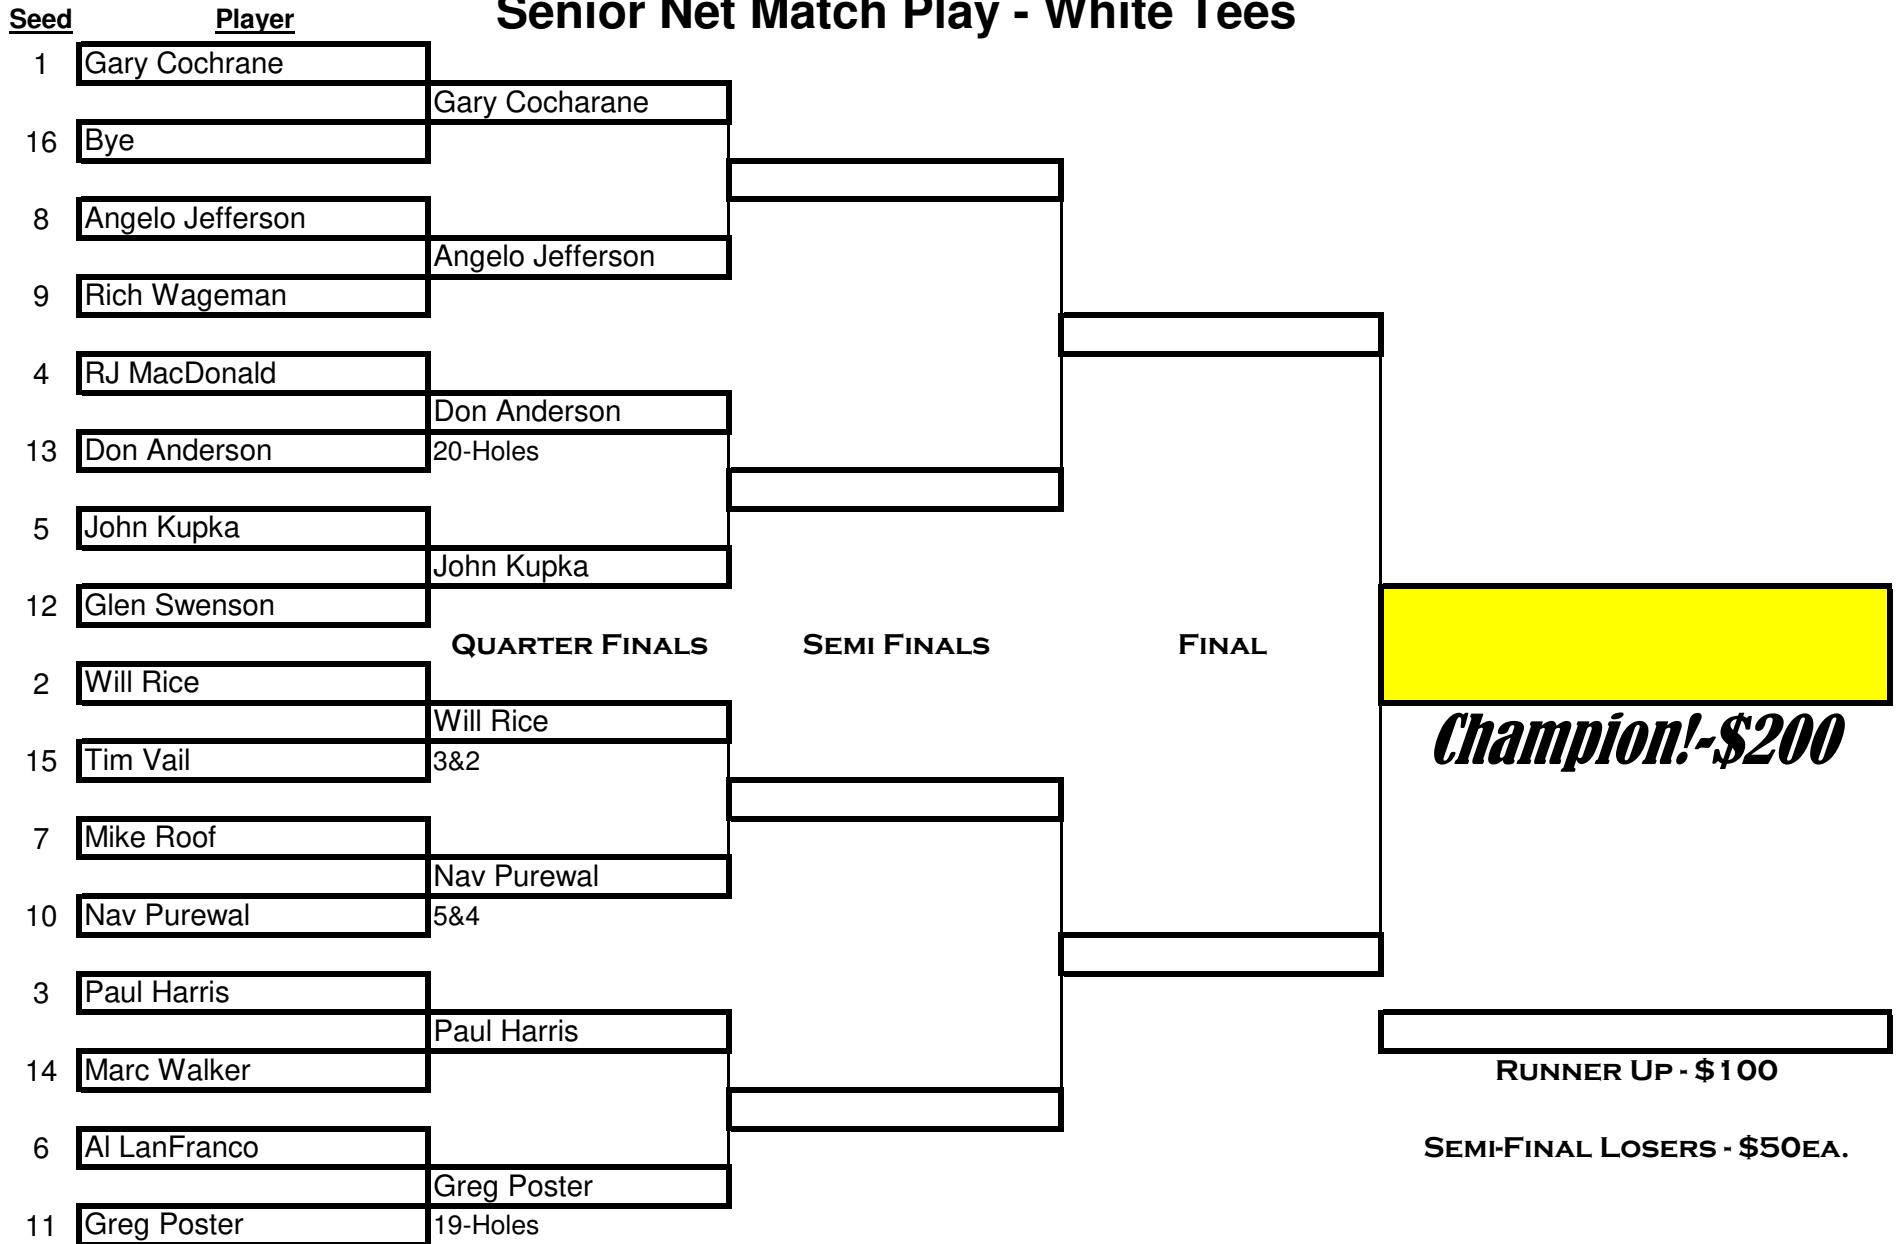 Senior Net Match Play - White Tees
Seed Player
1 Gary Cochrane
Gary Cocharane
16 Bye
8 Angelo Jefferson
Angelo Jefferson
9 Rich Wageman
4 RJ MacDonald
Don Anderson
13 Don Anderson 20-Holes
5 John Kupka
John Kupka
12 Glen Swenson
QUARTER FINALS SEMI FINALS FINAL
2 Will Rice
Will Rice
Champion!-$200
15 Tim Vail 3&2
7 Mike Roof
Nav Purewal
10 Nav Purewal 5&4
3 Paul Harris
Paul Harris
14 Marc Walker
RUNNER UP - $100
6 Al LanFranco
SEMI-FINAL LOSERS - $50EA.
Greg Poster
11 Greg Poster 19-Holes